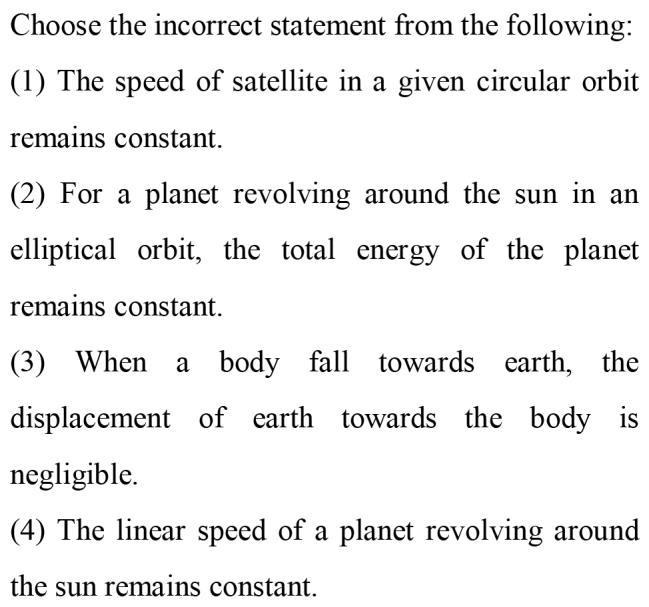 Choose the incorrect statement from the following:
(1) The speed of satellite in a given circular orbit
remains constant.
(2) For a planet revolving around the sun in an
elliptical orbit, the total energy of the planet
remains constant.
(3) When a body fall towards earth, the
displacement of earth towards the body is
negligible.
(4) The linear speed of a planet revolving around
the sun remains constant.